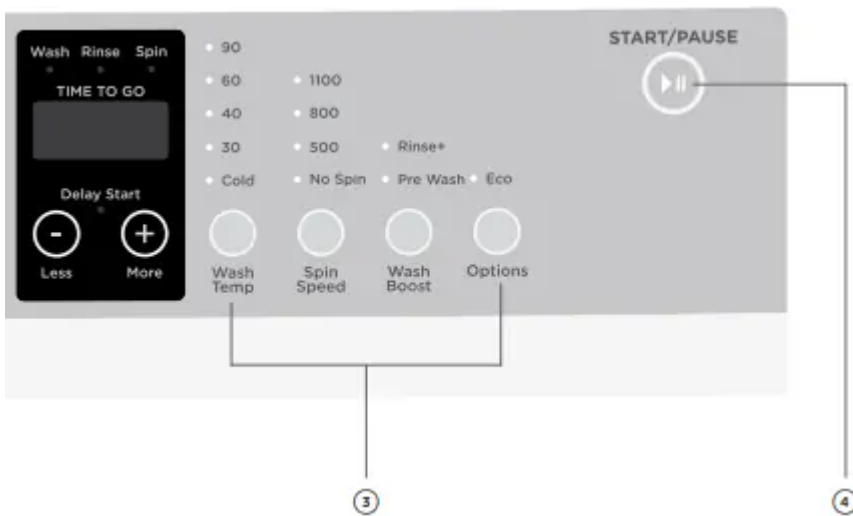 START/PAUSE
Wash Rinse Spin
TIME TO GO
90
60
1100
40
800
30
500
Rinse+
Cold
No Spin
Pre Wash
Eco
Delay Start
-
+
Less
More
Wash
Temp
Spin
Speed
Wash
Boost
Options
3
4